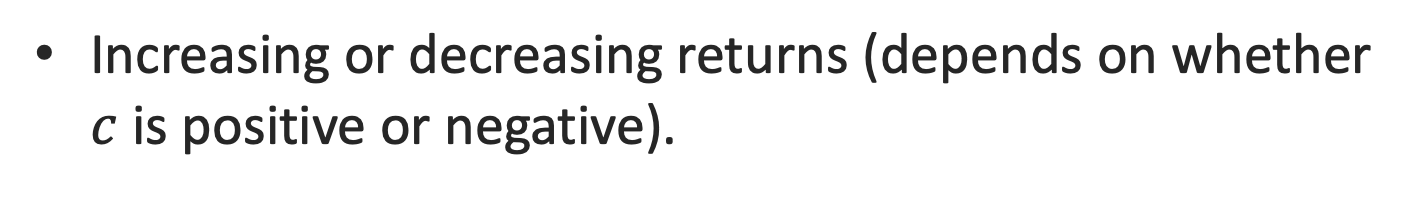 • Increasing or decreasing returns (depends on whether
c is positive or negative).